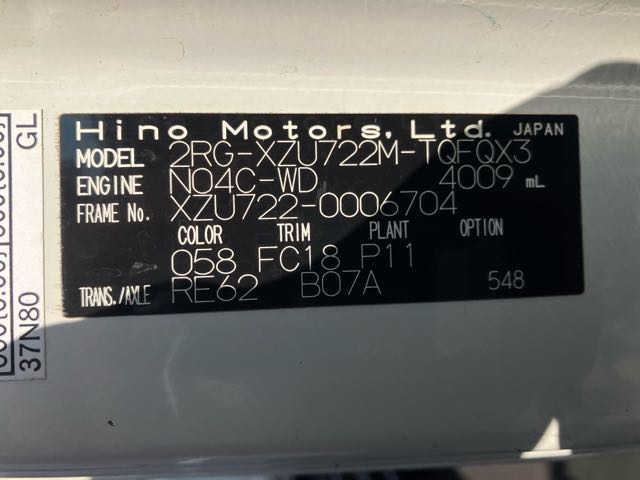 Hino Motors, Ltd. JAPAN
MODEL 2RG-XZU722M-TQFQX3
ENGINE N04C-WD 4009 mL
FRAME No. XZU722-0006704
COLOR TRIM PLANT OPTION
058 FC18 P11
TRANS./AXLE RE62 B07A 548
GL
37N80